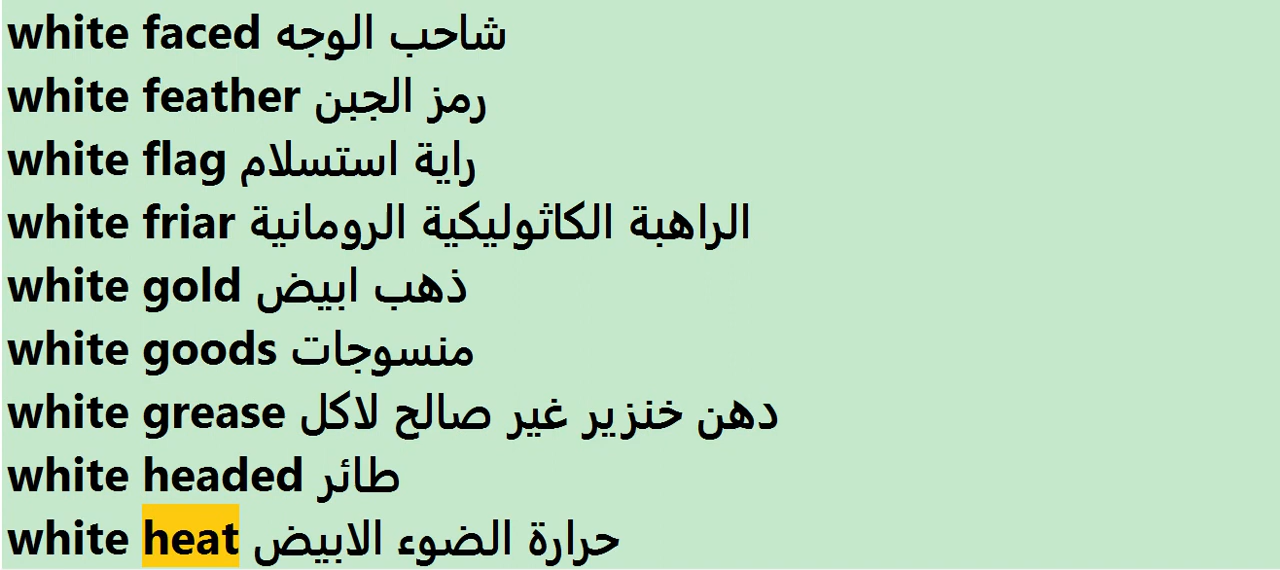 white faced شاحب الوجه
white feather رمز الجبن
white flag راية استسلام
white friar الراهبة الكاثوليكية الرومانية
white gold ذهب ابيض
white goods منسوجات
white grease دهن خنزير غير صالح لاكل
white headed طائر
white heat حرارة الضوء الابيض